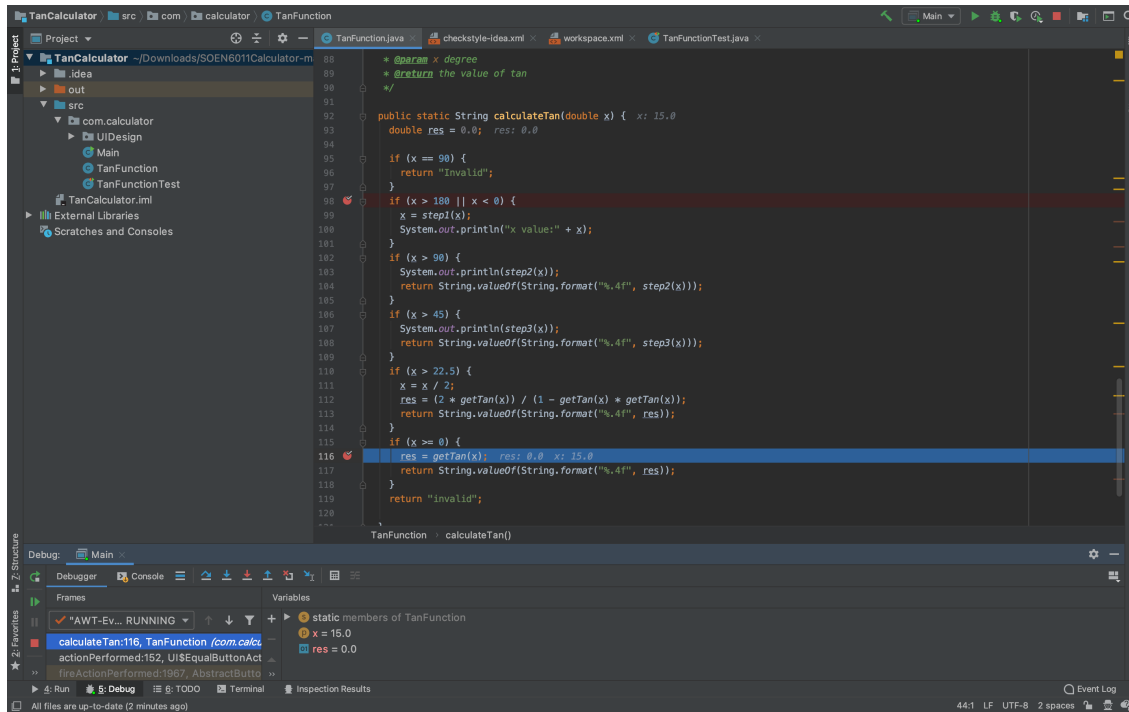 TanCalculator src com calculator TanFunction
Main
1: Project
Project
TanFunction.java checkstyle-idea.xml workspace.xml TanFunctionTest.java
TanCalculator ~/Downloads/SOEN6011Calculator-m
.idea
out
src
com.calculator
UIDesign
Main
TanFunction
TanFunctionTest
TanCalculator.iml
External Libraries
Scratches and Consoles
88 * @param x degree
89 * @return the value of tan
90 */
91
92 public static String calculateTan(double x) { x: 15.0
93 double res = 0.0; res: 0.0
94
95 if (x == 90) {
96 return "Invalid";
97 }
98 if (x > 180 || x < 0) {
99 x = step1(x);
100 System.out.println("x value:" + x);
101 }
102 if (x > 90) {
103 System.out.println(step2(x));
104 return String.valueOf(String.format("%.4f", step2(x)));
105 }
106 if (x > 45) {
107 System.out.println(step3(x));
108 return String.valueOf(String.format("%.4f", step3(x)));
109 }
110 if (x > 22.5) {
111 x = x / 2;
112 res = (2 * getTan(x)) / (1 - getTan(x) * getTan(x));
113 return String.valueOf(String.format("%.4f", res));
114 }
115 if (x >= 0) {
116 res = getTan(x); res: 0.0 x: 15.0
117 return String.valueOf(String.format("%.4f", res));
118 }
119 return "invalid";
120
TanFunction › calculateTan()
Z: Structure
2: Favorites
Debug: Main
Debugger Console
Frames Variables
"AWT-Ev... RUNNING
static members of TanFunction
x = 15.0
res = 0.0
calculateTan:116, TanFunction (com.calcu
actionPerformed:152, UI$EqualButtonAct
fireActionPerformed:1967, AbstractButto
4: Run 5: Debug 6: TODO Terminal Inspection Results Event Log
All files are up-to-date (2 minutes ago) 44:1 LF UTF-8 2 spaces